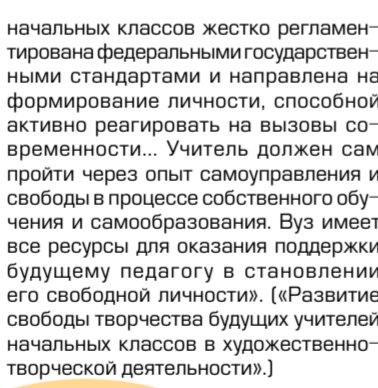 начальных классов жестко регламен-
тирована федеральными государствен-
ными стандартами и направлена на
формирование личности, способной
активно реагировать на вызовы со-
временности... Учитель должен сам
пройти через опыт самоуправления и
свободы в процессе собственного обу-
чения и самообразования. Вуз имеет
все ресурсы для оказания поддержки
будущему педагогу в становлении
его свободной личности». («Развитие
свободы творчества будущих учителей
начальных классов в художественно-
творческой деятельности».)